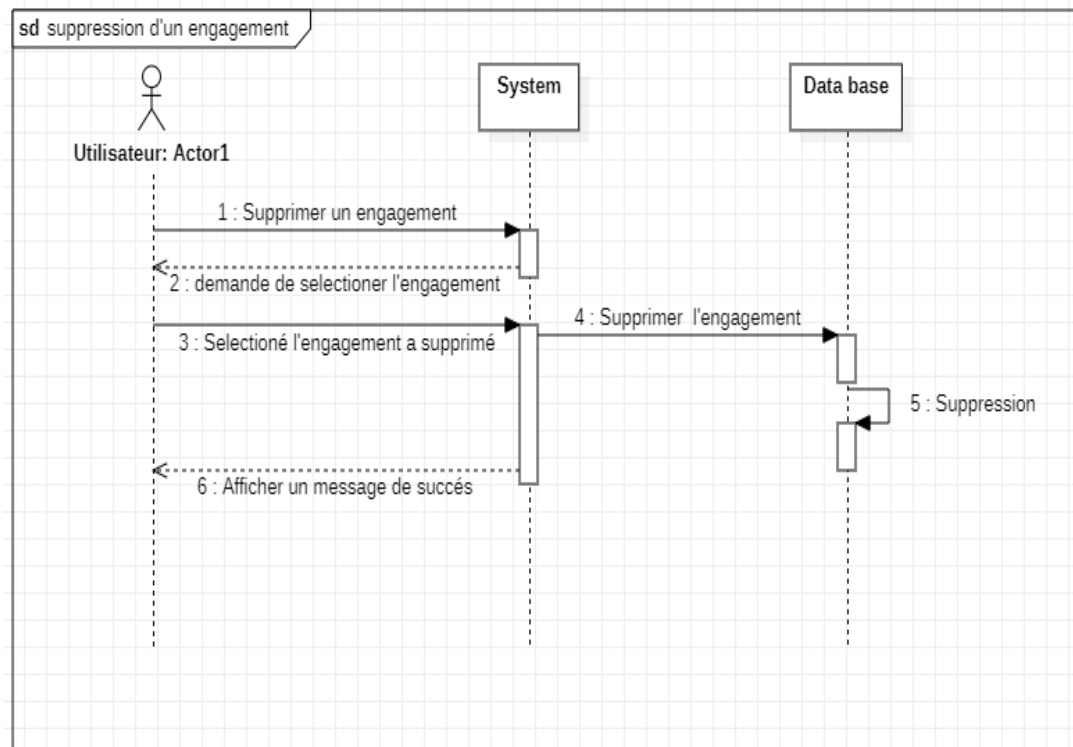 sd suppression d'un engagement
System
Data base
Utilisateur: Actor1
1 : Supprimer un engagement
2 : demande de selectioner l'engagement
4 : Supprimer l'engagement
3 : Selectioné l'engagement a supprimé
5 : Suppression
6 : Afficher un message de succés